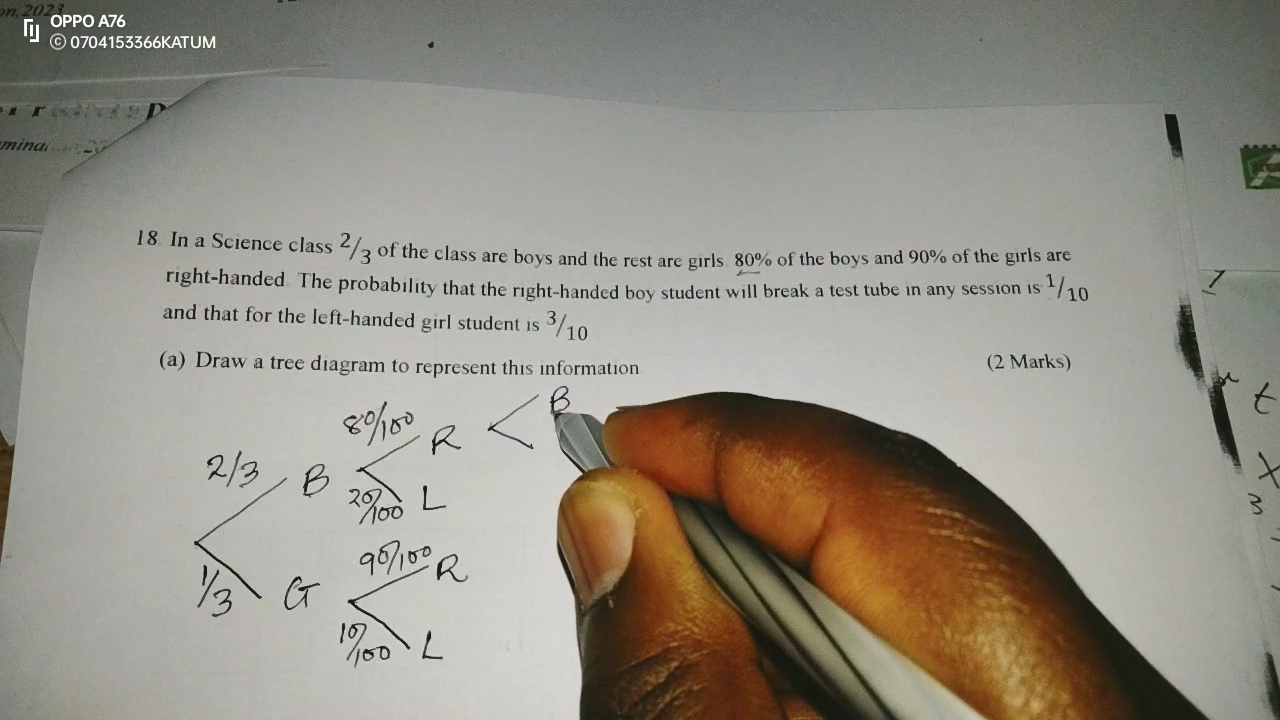 on, 2023
OPPO A76
© 0704153366KATUM
18 In a Science class 2/3 of the class are boys and the rest are girls 80% of the boys and 90% of the girls are
right-handed The probability that the right-handed boy student will break a test tube in any session is 1/10
and that for the left-handed girl student is 3/10
(a) Draw a tree diagram to represent this information (2 Marks)
80/100 R B
2/3 B
20/100 L
90/100 R
1/3 G
10/100 L
t
x
3